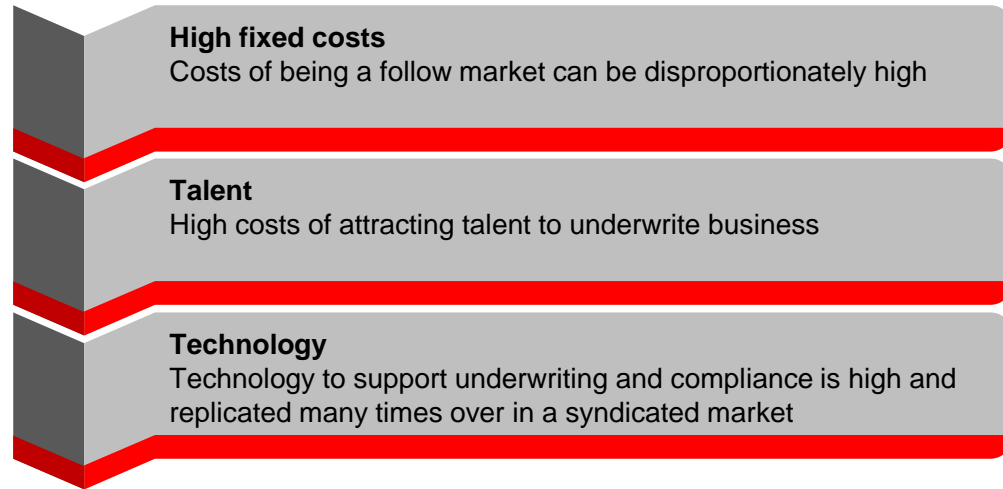 High fixed costs
Costs of being a follow market can be disproportionately high
Talent
High costs of attracting talent to underwrite business
Technology
Technology to support underwriting and compliance is high and
replicated many times over in a syndicated market